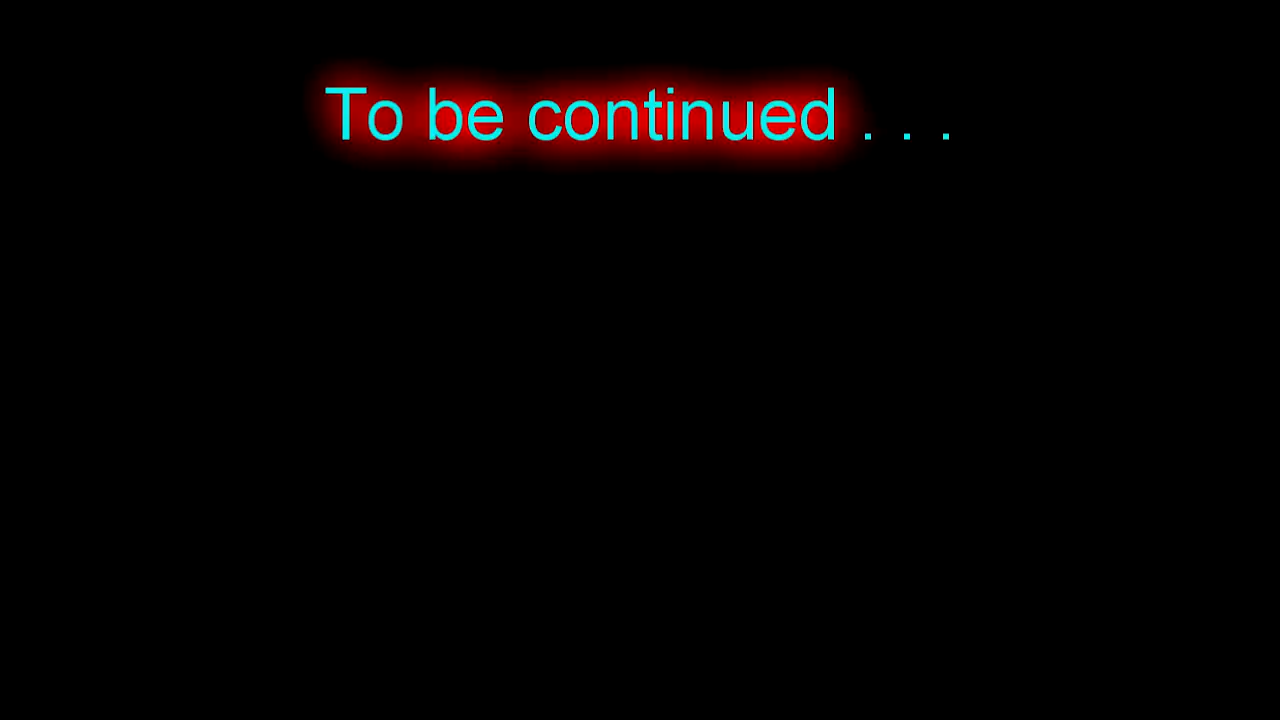 To be continued . . .